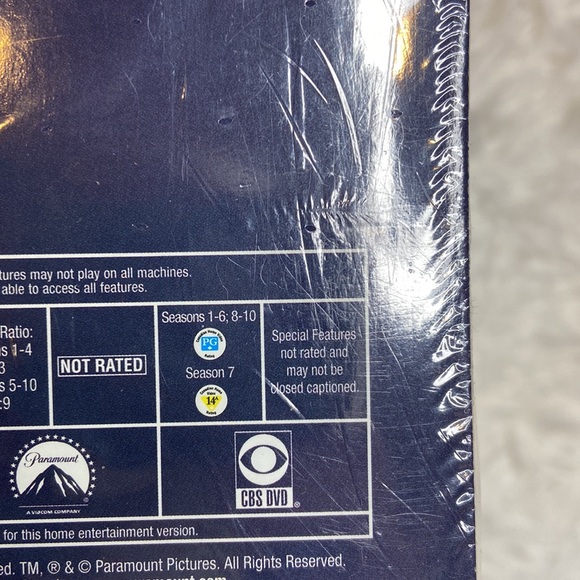 tures may not play on all machines.
able to access all features.
Ratio:
s 1-4
3
s 5-10
:9
NOT RATED
Seasons 1-6; 8-10
PG
Season 7
14A
Special Features
not rated and
may not be
closed captioned.
Paramount
A VIACOM COMPANY
CBS DVD
for this home entertainment version.
ed. TM, ® & © Paramount Pictures. All Rights Reserved.